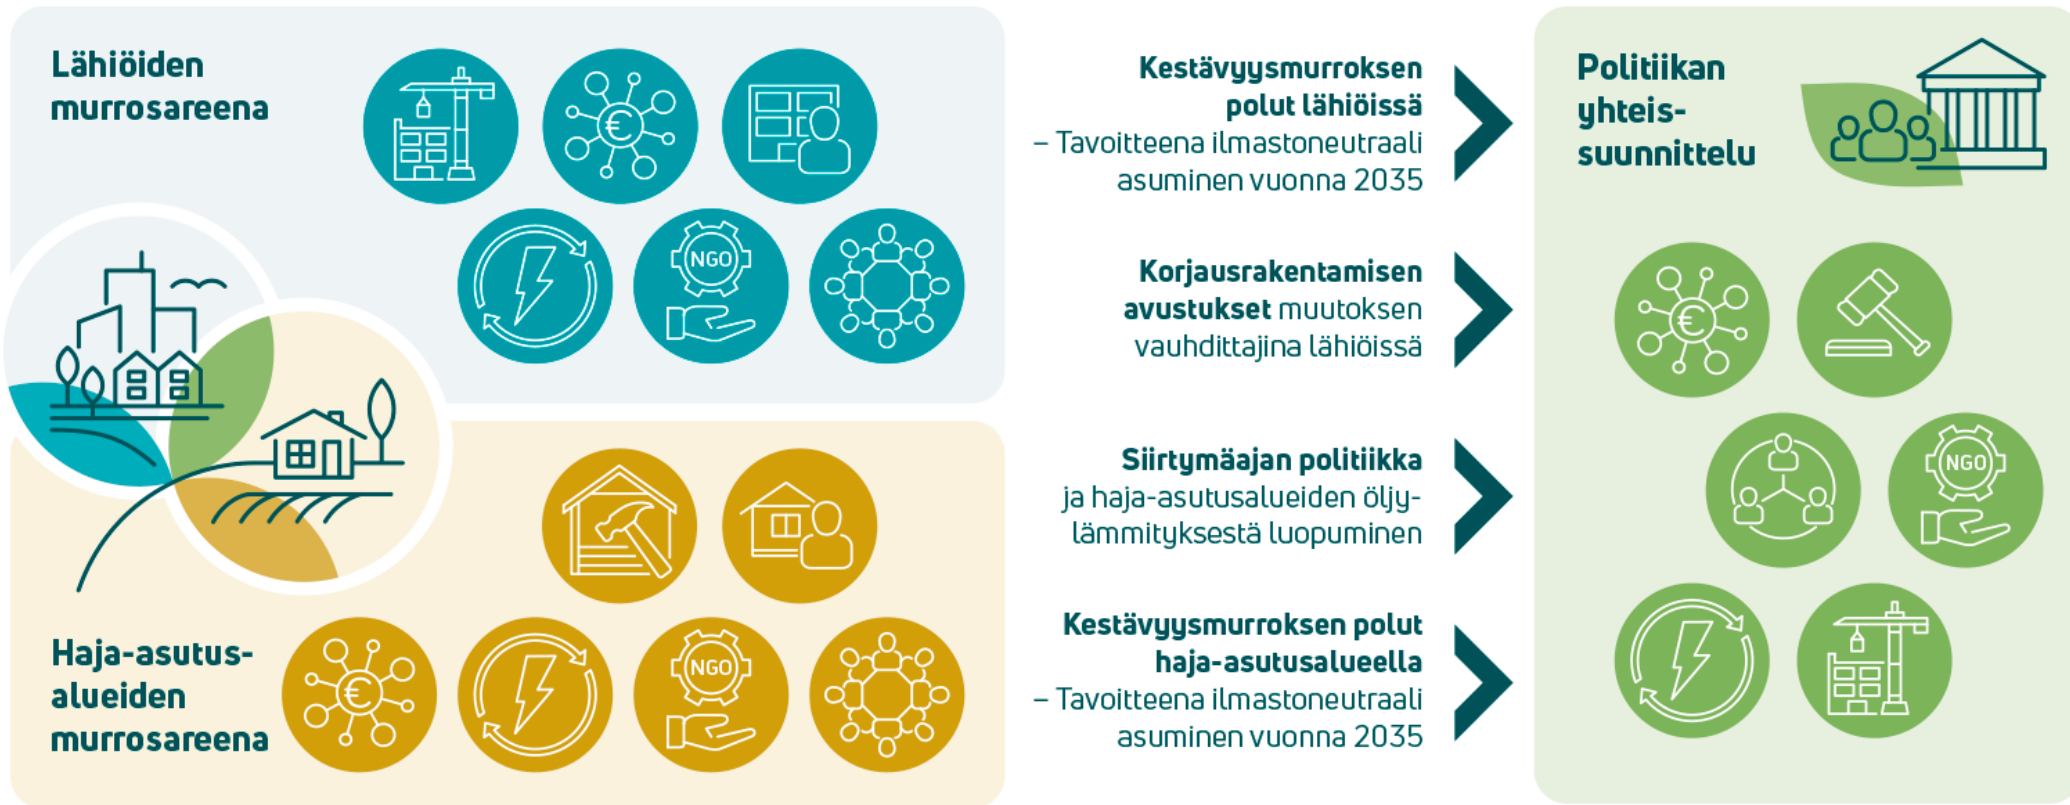 Lähiöiden
murrosareena
€
NGO
Haja-asutus-
alueiden
murrosareena
€
NGO
Kestävyysmurroksen
polut lähiöissä
– Tavoitteena ilmastoneutraali
asuminen vuonna 2035
Korjausrakentamisen
avustukset muutoksen
vauhdittajina lähiöissä
Siirtymäajan politiikka
ja haja-asutusalueiden öljy-
lämmityksestä luopuminen
Kestävyysmurroksen polut
haja-asutusalueella
– Tavoitteena ilmastoneutraali
asuminen vuonna 2035
Politiikan
yhteis-
suunnittelu
€
NGO